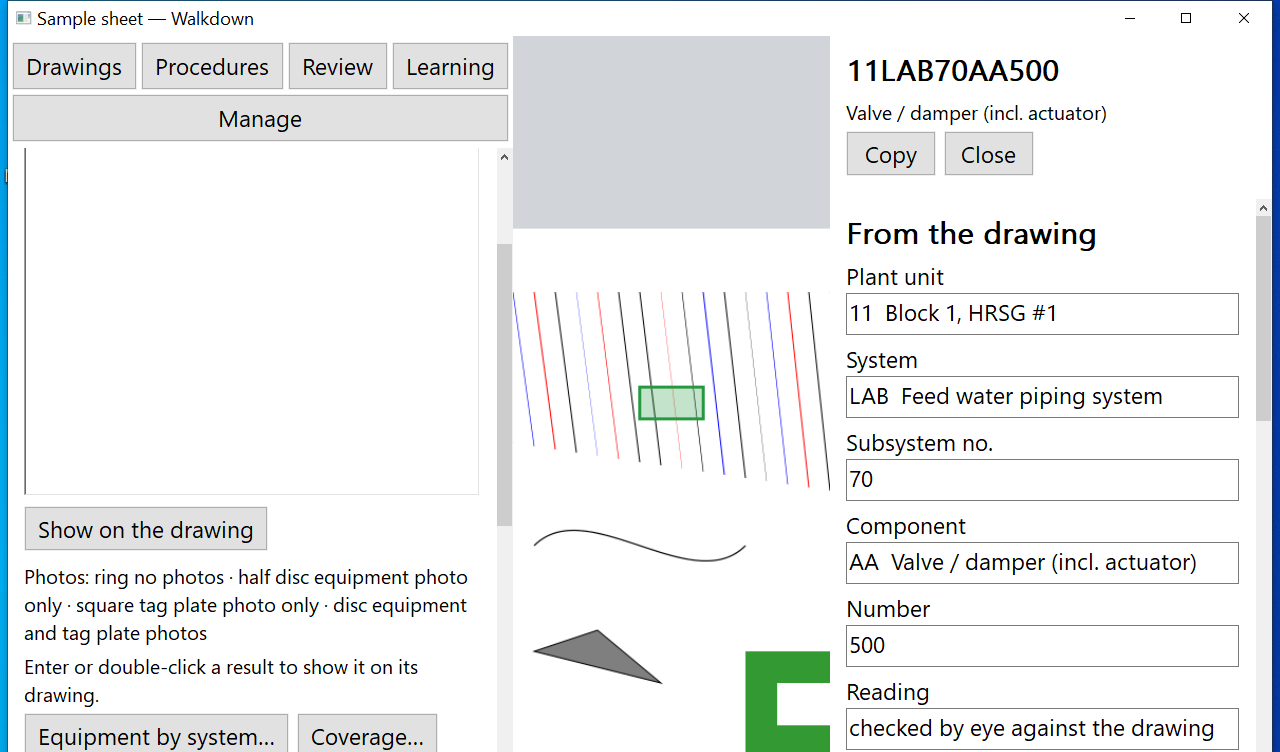 Sample sheet — Walkdown
Drawings
Procedures
Review
Learning
Manage
Show on the drawing
Photos: ring no photos · half disc equipment photo
only · square tag plate photo only · disc equipment
and tag plate photos
Enter or double-click a result to show it on its
drawing.
Equipment by system...
Coverage...
11LAB70AA500
Valve / damper (incl. actuator)
Copy
Close
From the drawing
Plant unit
11  Block 1, HRSG #1
System
LAB  Feed water piping system
Subsystem no.
70
Component
AA  Valve / damper (incl. actuator)
Number
500
Reading
checked by eye against the drawing